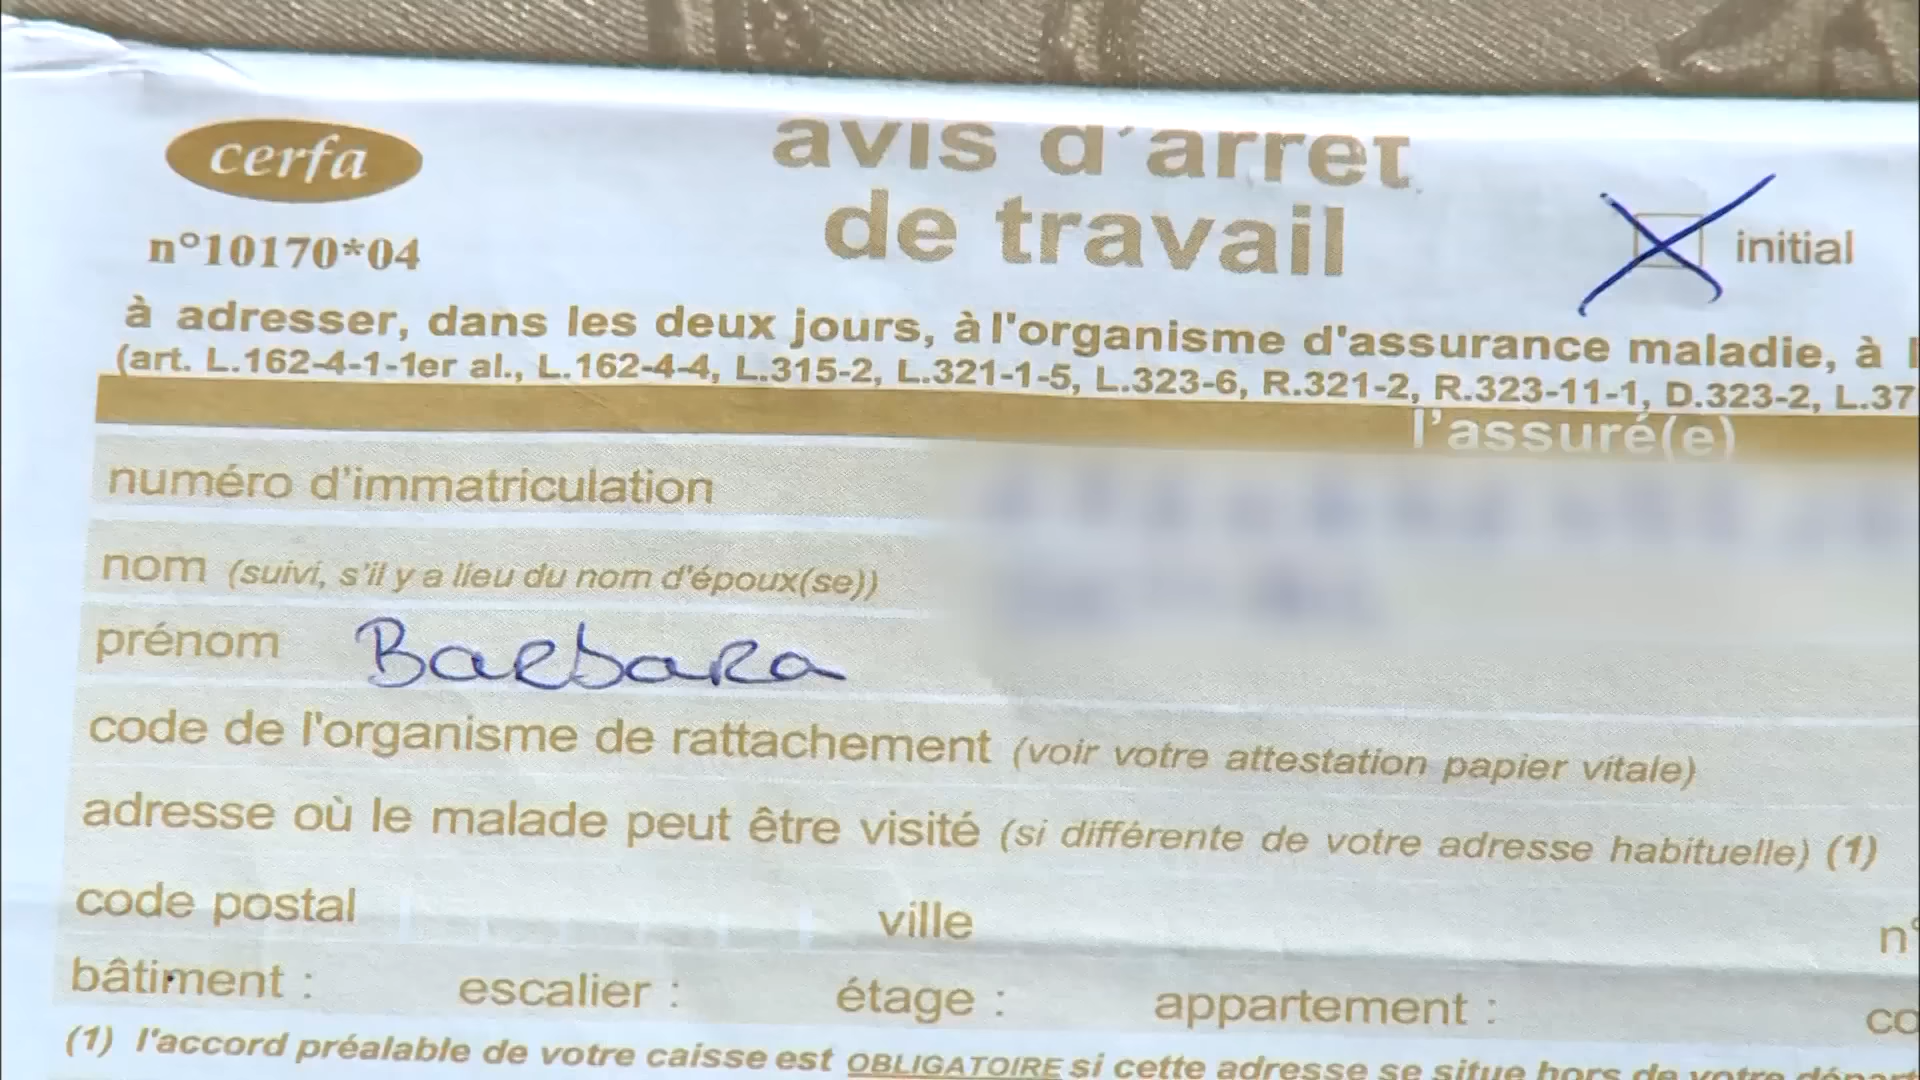 cerfa
n°10170*04
avis d'arret
de travail
initial
à adresser, dans les deux jours, à l'organisme d'assurance maladie, à
(art. L.162-4-1-1er al., L.162-4-4, L.315-2, L.321-1-5, L.323-6, R.321-2, R.323-11-1, D.323-2, L.37
l'assuré(e)
numéro d'immatriculation
nom (suivi, s'il y a lieu du nom d'époux(se))
prénom Barbara
code de l'organisme de rattachement (voir votre attestation papier vitale)
adresse où le malade peut être visité (si différente de votre adresse habituelle) (1)
code postal ville n°
bâtiment : escalier : étage : appartement : co
(1) l'accord préalable de votre caisse est OBLIGATOIRE si cette adresse se situe hors de votre départ